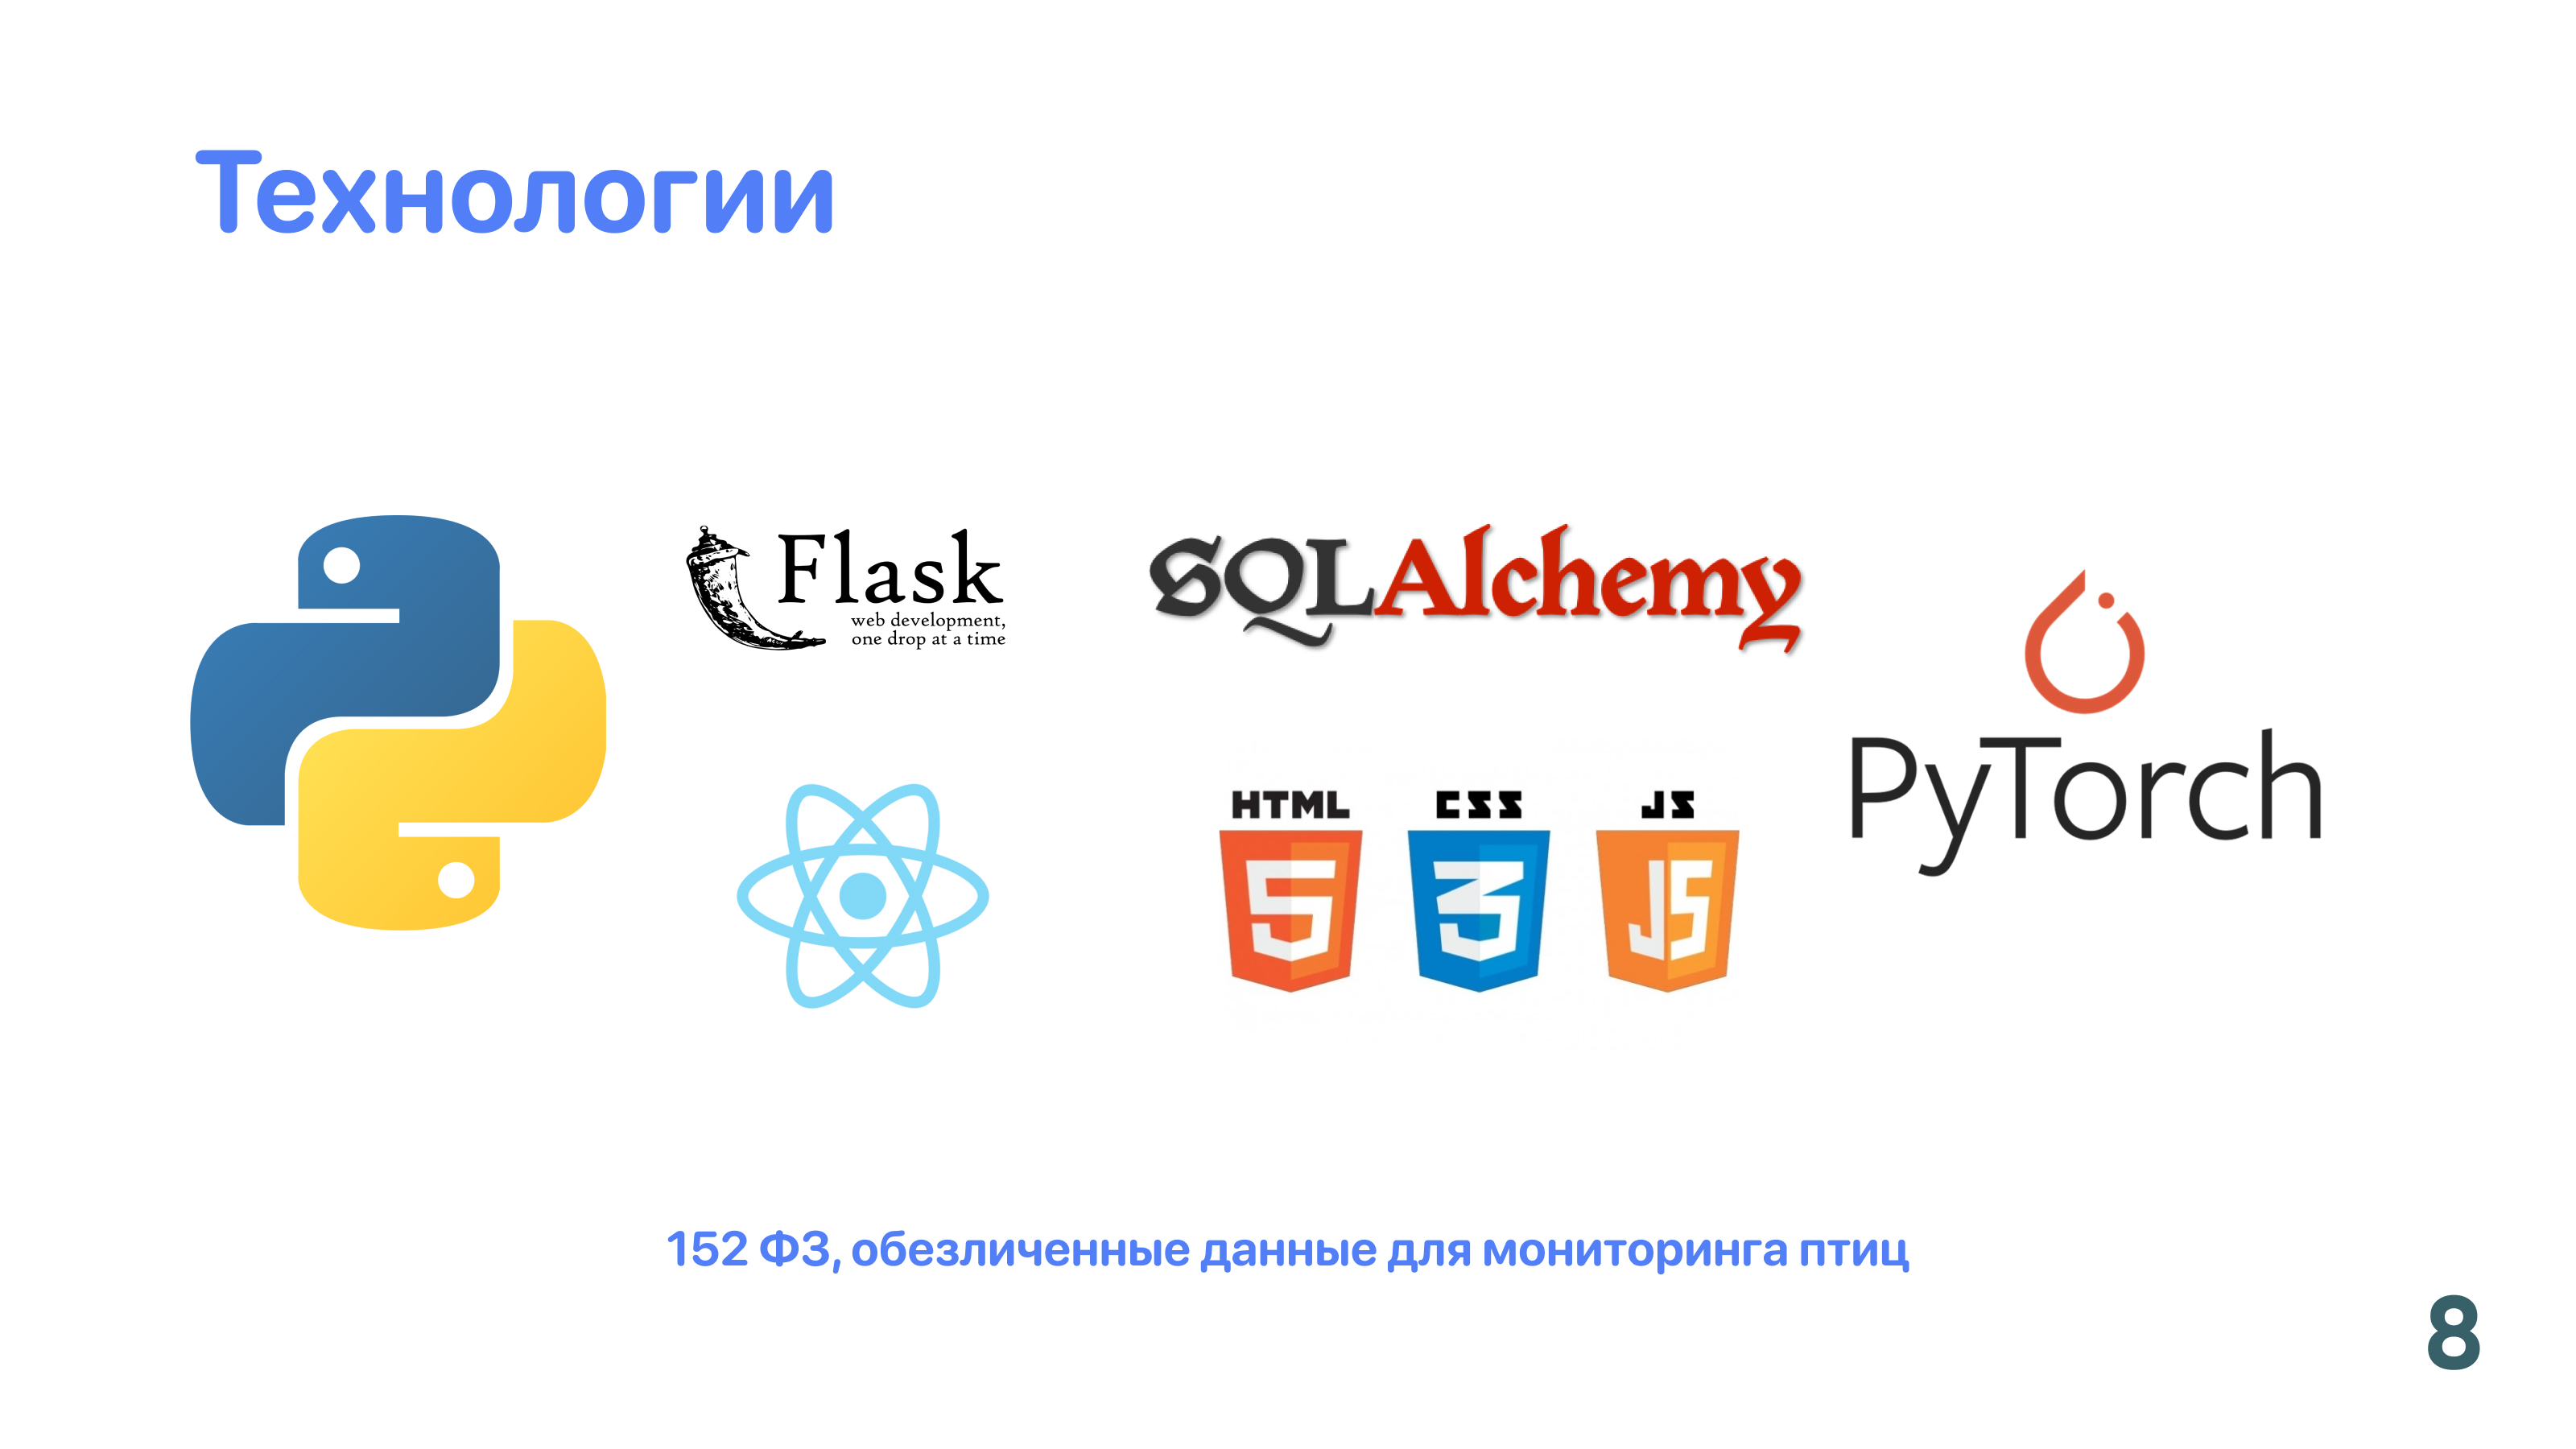 Технологии
Flask
web development,
one drop at a time
SQLAlchemy
HTML
CSS
JS
5
3
JS
PyTorch
152 ФЗ, обезличенные данные для мониторинга птиц
8